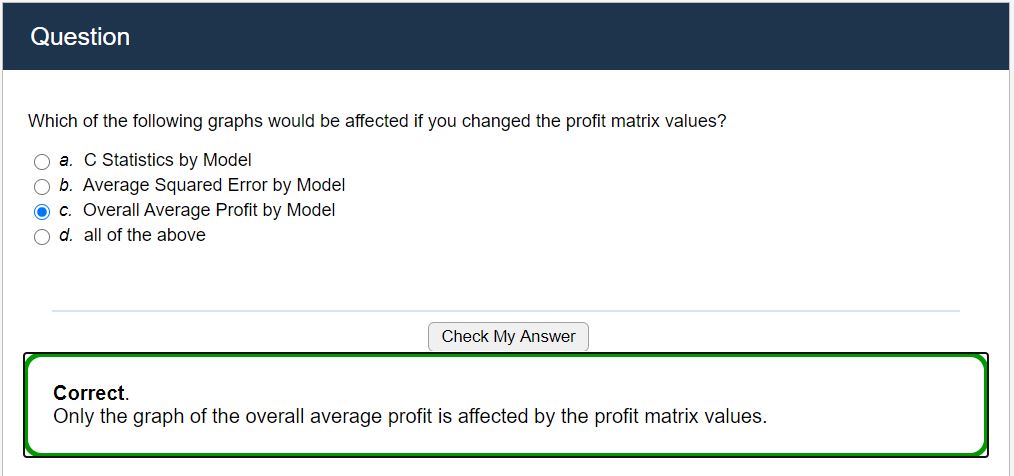 Question
Which of the following graphs would be affected if you changed the profit matrix values?
a. C Statistics by Model
b. Average Squared Error by Model
c. Overall Average Profit by Model
d. all of the above
Check My Answer
Correct.
Only the graph of the overall average profit is affected by the profit matrix values.